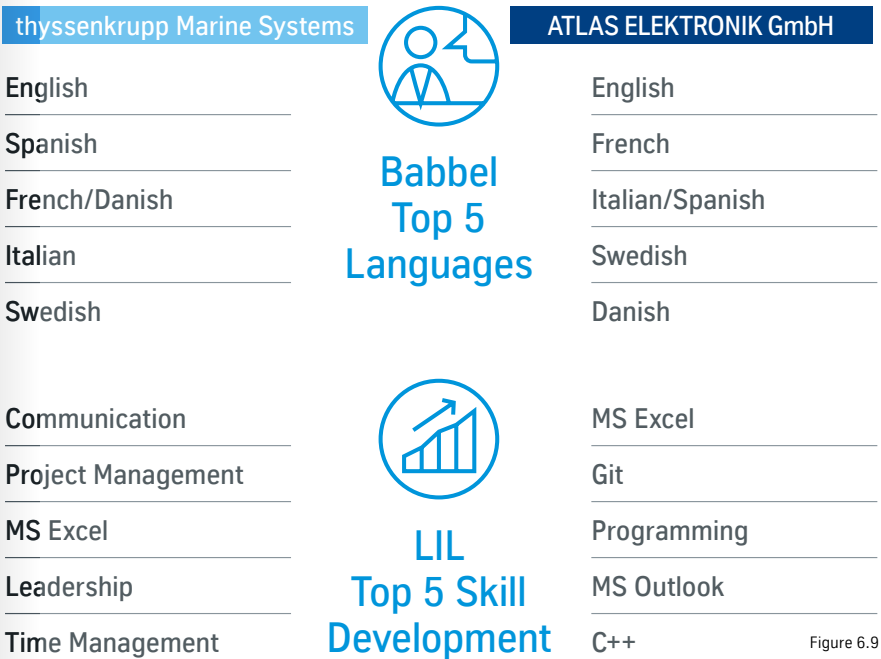 thyssenkrupp Marine Systems
ATLAS ELEKTRONIK GmbH
English
Spanish
French/Danish
Italian
Swedish
Babbel
Top 5
Languages
English
French
Italian/Spanish
Swedish
Danish
Communication
Project Management
MS Excel
Leadership
Time Management
LIL
Top 5 Skill
Development
MS Excel
Git
Programming
MS Outlook
C++
Figure 6.9